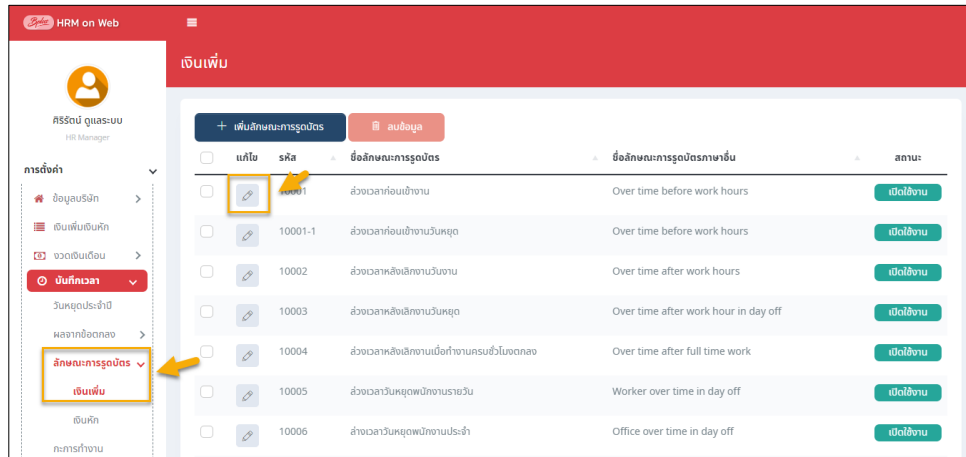 Bplus HRM on Web
เงินเพิ่ม
ศิริรัตน์ ดูแลระบบ
HR Manager
การตั้งค่า
ข้อมูลบริษัท
เงินเพิ่มเงินหัก
งวดเงินเดือน
บันทึกเวลา
วันหยุดประจำปี
ผลจากข้อตกลง
ลักษณะการรูดบัตร
เงินเพิ่ม
เงินหัก
กะการทำงาน
+ เพิ่มลักษณะการรูดบัตร ลบข้อมูล
แก้ไข รหัส ชื่อลักษณะการรูดบัตร ชื่อลักษณะการรูดบัตรภาษาอื่น สถานะ
10001 ล่วงเวลาก่อนเข้างาน Over time before work hours เปิดใช้งาน
10001-1 ล่วงเวลาก่อนเข้างานวันหยุด Over time before work hours เปิดใช้งาน
10002 ล่วงเวลาหลังเลิกงานวันงาน Over time after work hours เปิดใช้งาน
10003 ล่วงเวลาหลังเลิกงานวันหยุด Over time after work hour in day off เปิดใช้งาน
10004 ล่วงเวลาหลังเลิกงานเมื่อทำงานครบชั่วโมงตกลง Over time after full time work เปิดใช้งาน
10005 ล่วงเวลาวันหยุดพนักงานรายวัน Worker over time in day off เปิดใช้งาน
10006 ล่างเวลาวันหยุดพนักงานประจำ Office over time in day off เปิดใช้งาน